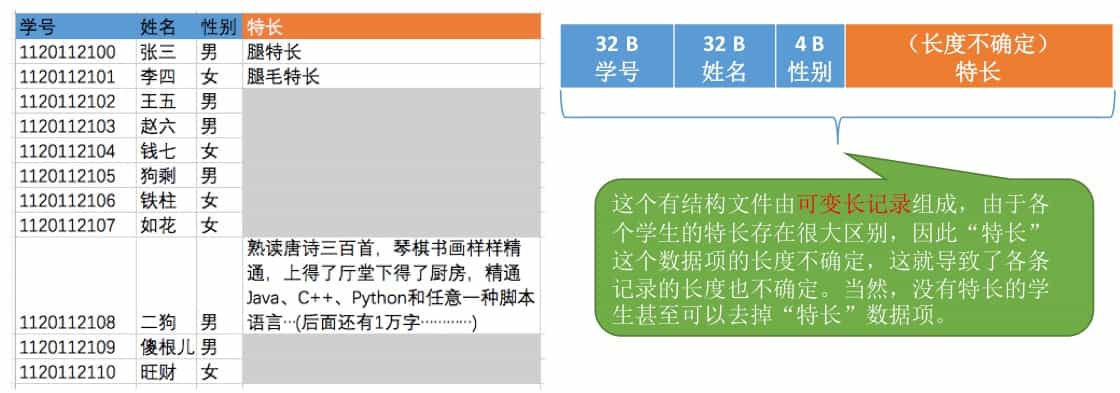 学号 姓名 性别 特长
1120112100 张三 男 腿特长
1120112101 李四 女 腿毛特长
1120112102 王五 男
1120112103 赵六 男
1120112104 钱七 女
1120112105 狗剩 男
1120112106 铁柱 女
1120112107 如花 女
熟读唐诗三百首，琴棋书画样样精
通，上得了厅堂下得了厨房，精通
Java、C++、Python和任意一种脚本
1120112108 二狗 男 语言…(后面还有1万字…………)
1120112109 傻根儿 男
1120112110 旺财 女
32 B 32 B 4 B （长度不确定）
学号 姓名 性别 特长
这个有结构文件由可变长记录组成，由于各
个学生的特长存在很大区别，因此“特长”
这个数据项的长度不确定，这就导致了各条
记录的长度也不确定。当然，没有特长的学
生甚至可以去掉“特长”数据项。